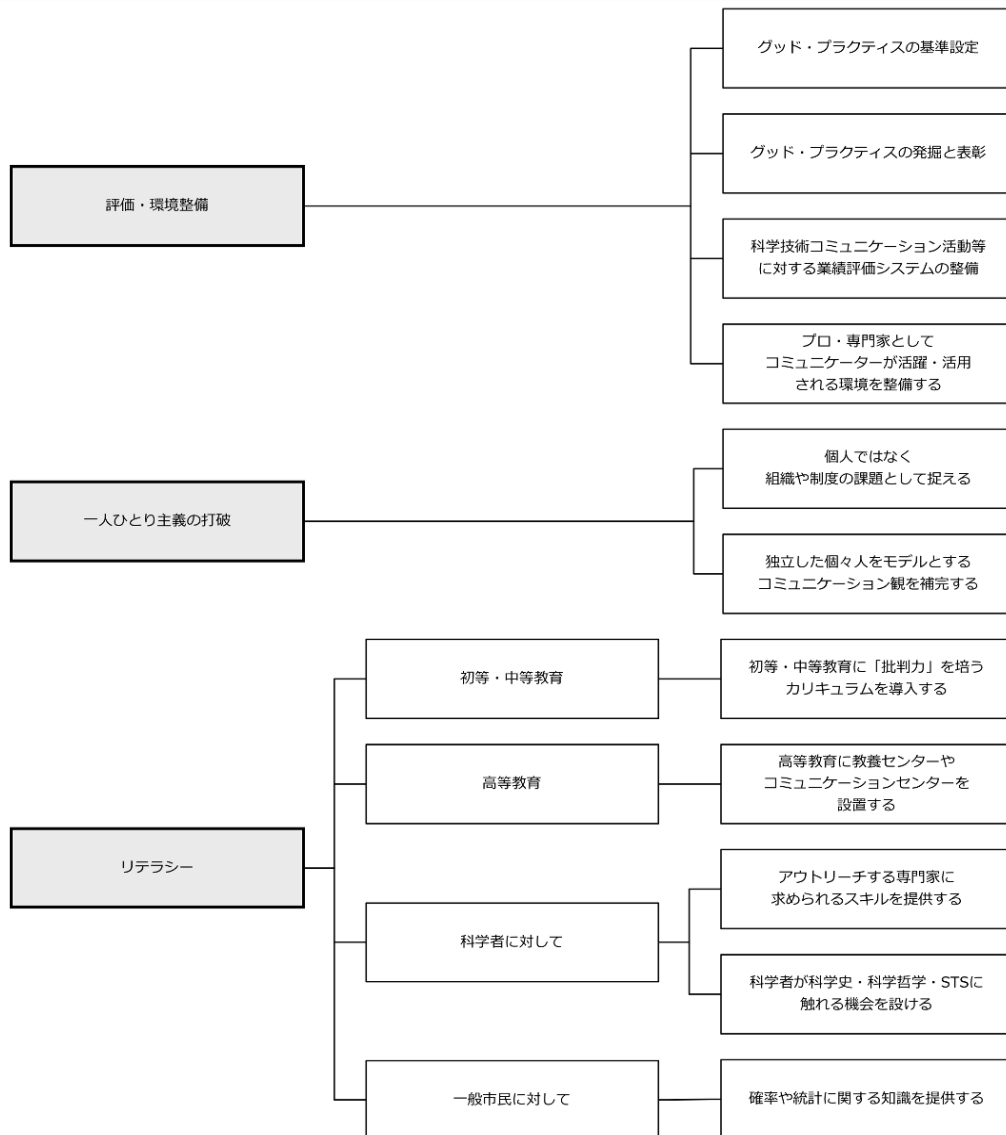 グッド・プラクティスの基準設定
グッド・プラクティスの発掘と表彰
評価・環境整備
科学技術コミュニケーション活動等
に対する業績評価システムの整備
プロ・専門家として
コミュニケーターが活躍・活用
される環境を整備する
個人ではなく
組織や制度の課題として捉える
一人ひとり主義の打破
独立した個々人をモデルとする
コミュニケーション観を補完する
初等・中等教育
初等・中等教育に「批判力」を培う
カリキュラムを導入する
高等教育
高等教育に教養センターや
コミュニケーションセンターを
設置する
リテラシー
アウトリーチする専門家に
求められるスキルを提供する
科学者に対して
科学者が科学史・科学哲学・STSに
触れる機会を設ける
一般市民に対して
確率や統計に関する知識を提供する